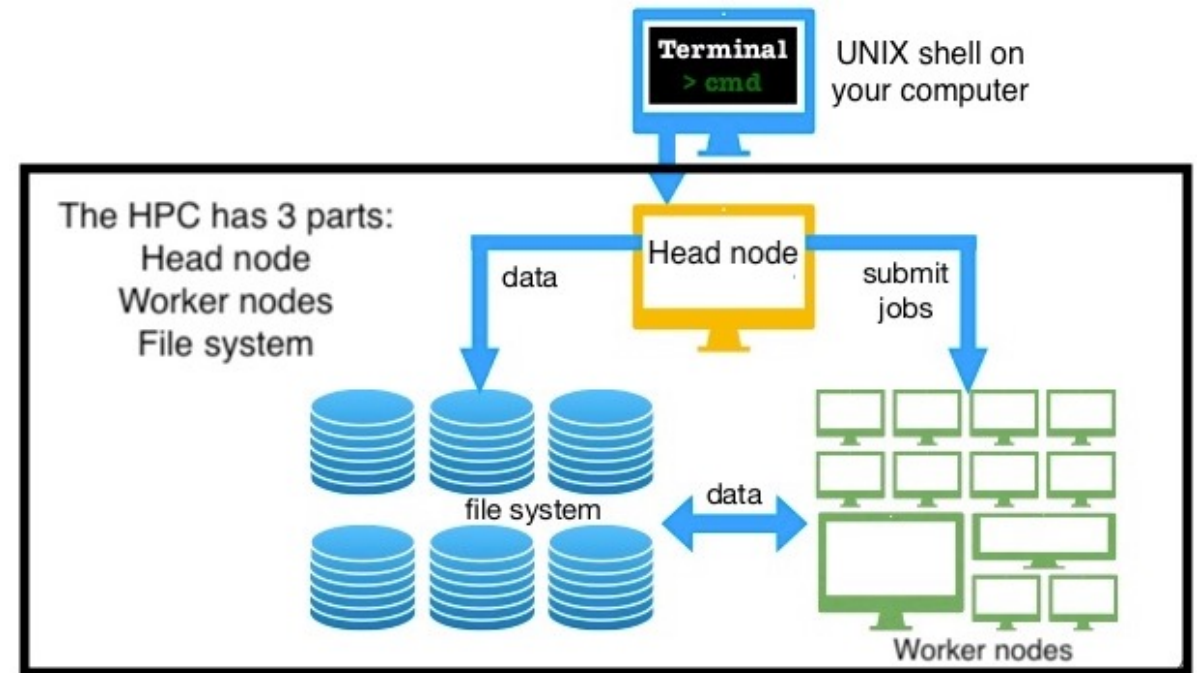 Terminal
> cmd
UNIX shell on
your computer
The HPC has 3 parts:
Head node
Worker nodes
File system
data
Head node
submit
jobs
file system
data
Worker nodes